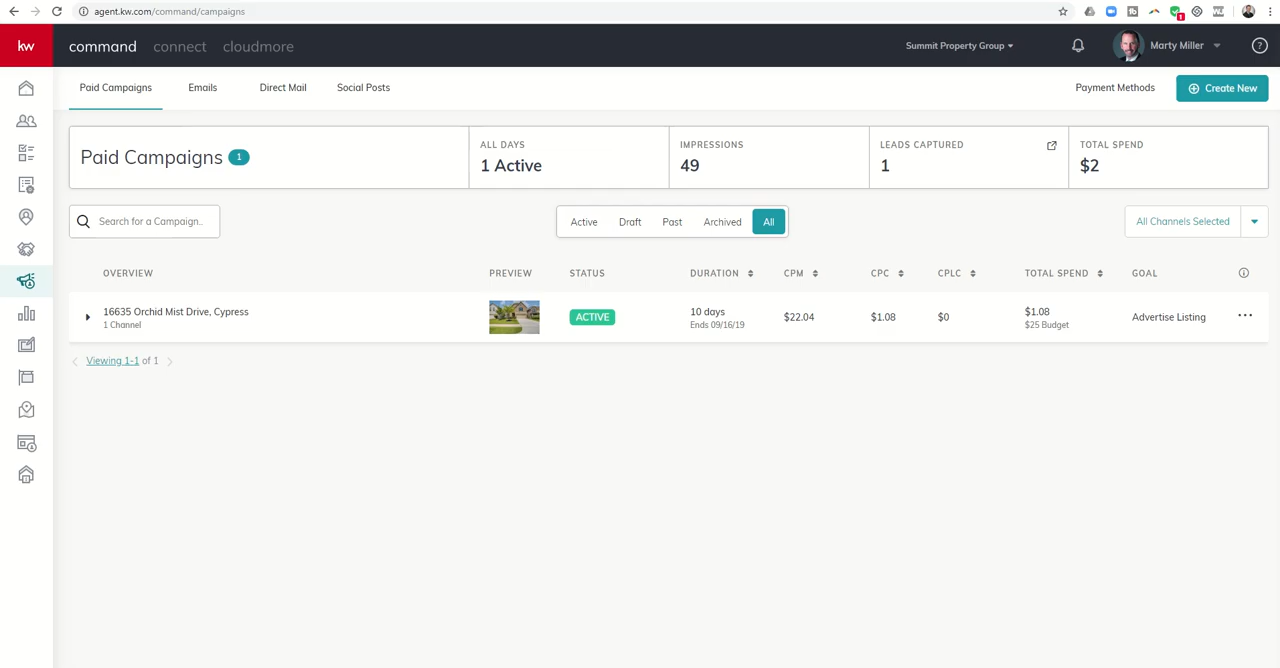 agent.kw.com/command/campaigns
kw
command
connect
cloudmore
Summit Property Group
Marty Miller
Paid Campaigns
Emails
Direct Mail
Social Posts
Payment Methods
Create New
Paid Campaigns 1
ALL DAYS
1 Active
IMPRESSIONS
49
LEADS CAPTURED
1
TOTAL SPEND
$2
Search for a Campaign..
Active
Draft
Past
Archived
All
All Channels Selected
OVERVIEW
PREVIEW
STATUS
DURATION
CPM
CPC
CPLC
TOTAL SPEND
GOAL
16635 Orchid Mist Drive, Cypress
1 Channel
ACTIVE
10 days
Ends 09/16/19
$22.04
$1.08
$0
$1.08
$25 Budget
Advertise Listing
Viewing 1-1 of 1